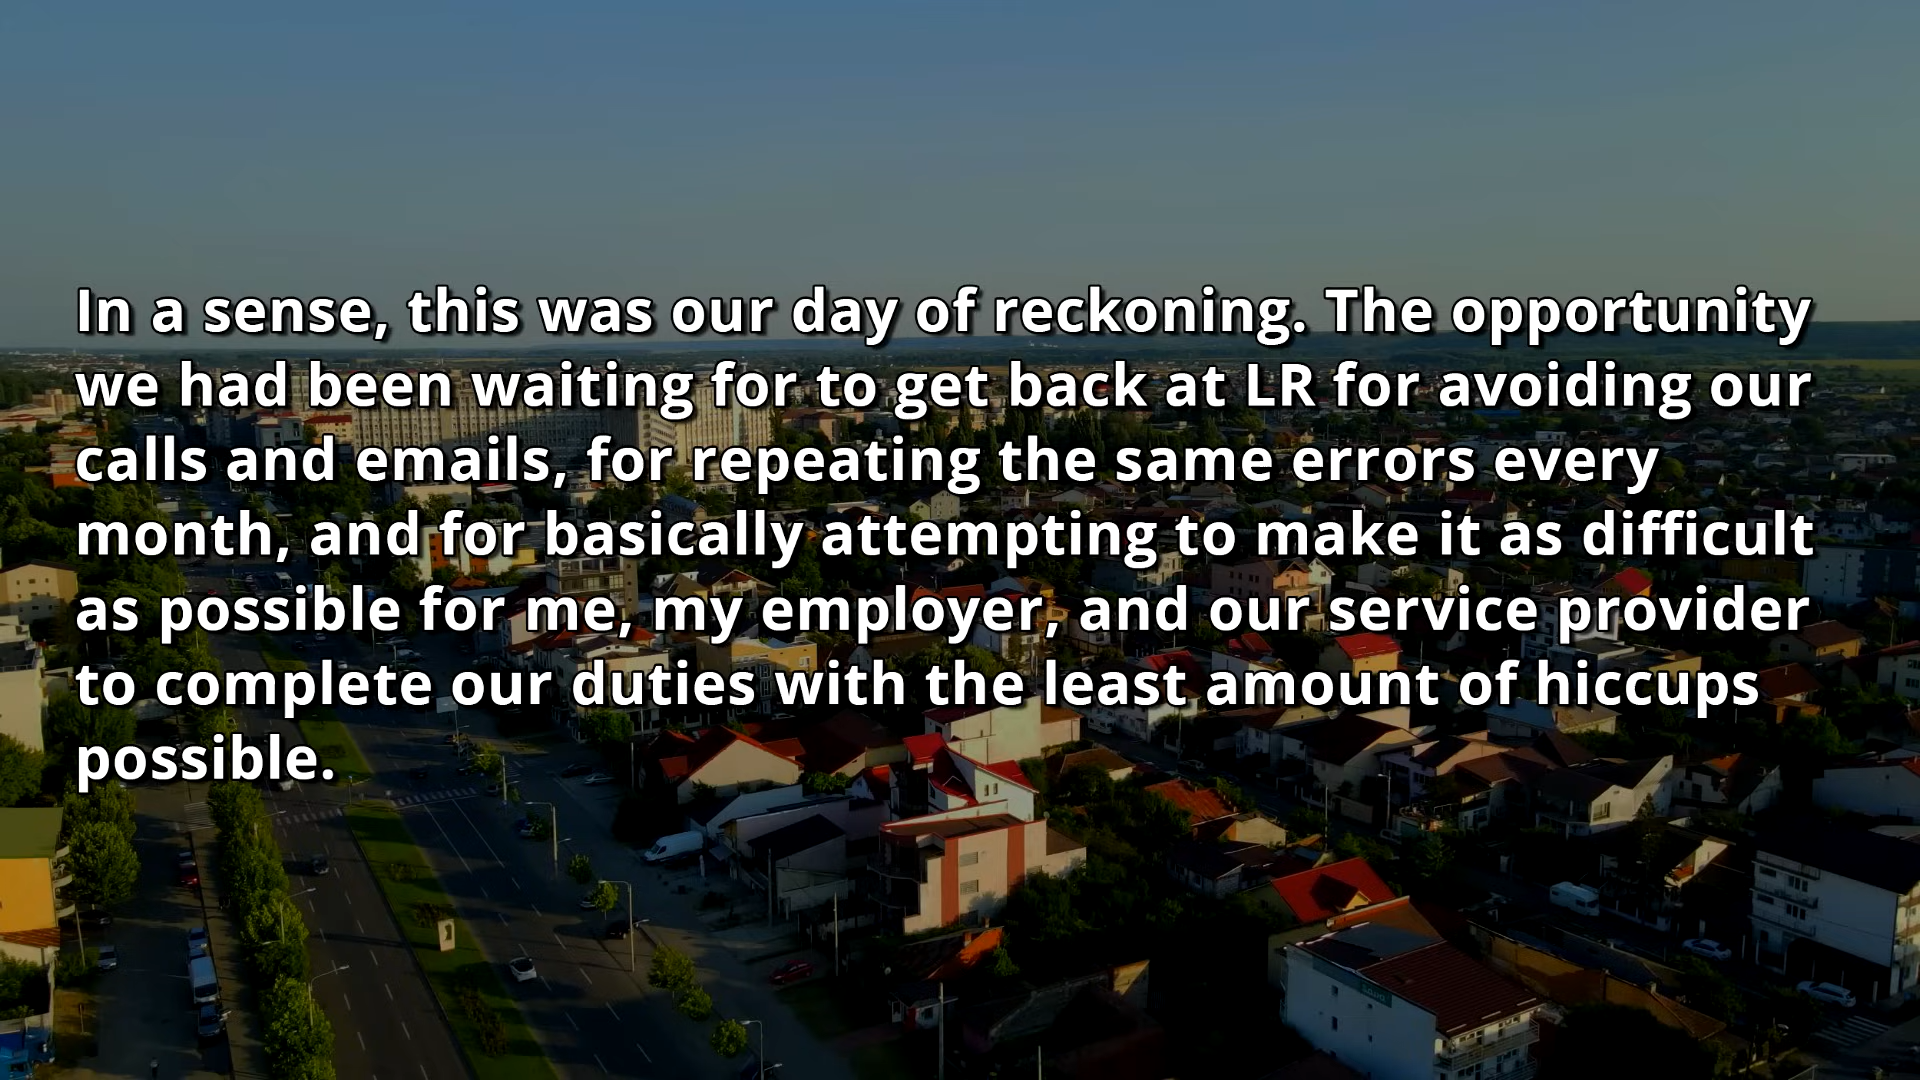 In a sense, this was our day of reckoning. The opportunity
we had been waiting for to get back at LR for avoiding our
calls and emails, for repeating the same errors every
month, and for basically attempting to make it as difficult
as possible for me, my employer, and our service provider
to complete our duties with the least amount of hiccups
possible.